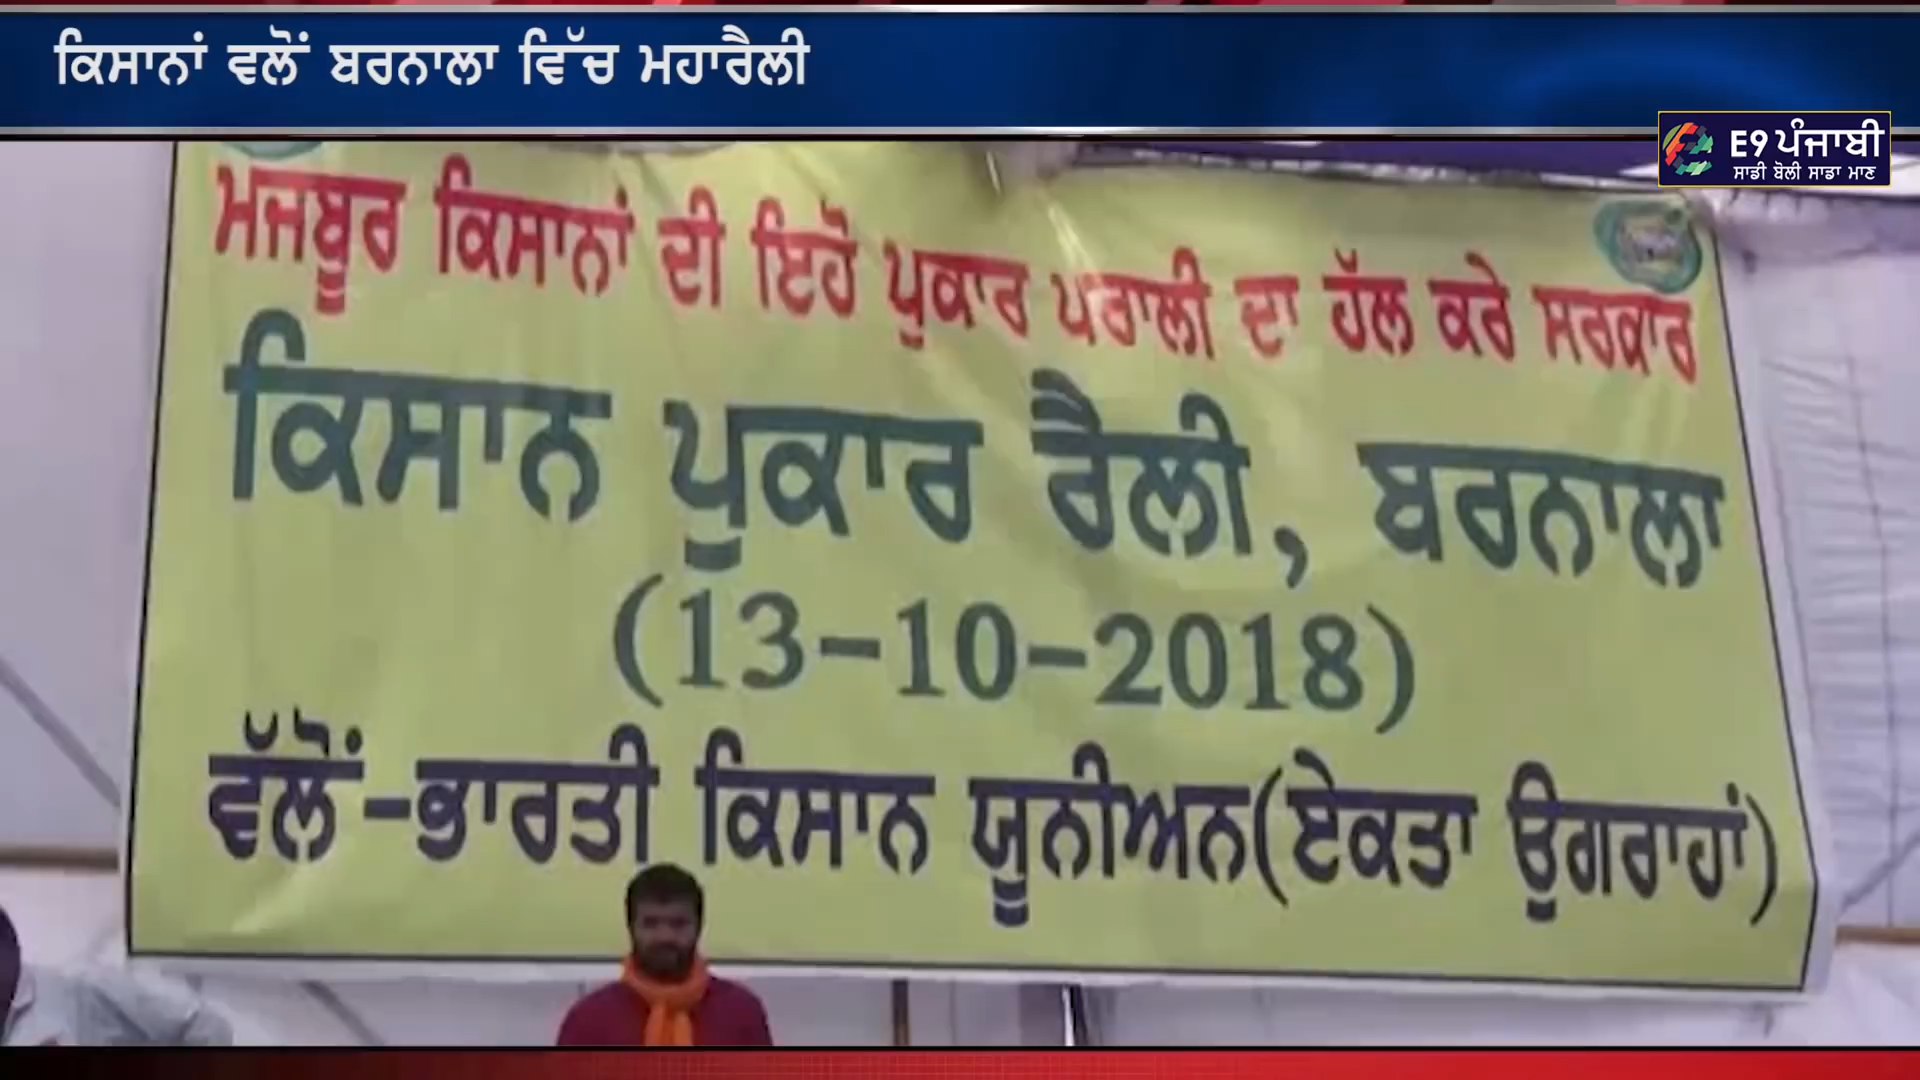 ਕਿਸਾਨਾਂ ਵਲੋਂ ਬਰਨਾਲਾ ਵਿੱਚ ਮਹਾਰੈਲੀ
E9 ਪੰਜਾਬੀ
ਸਾਡੀ ਬੋਲੀ ਸਾਡਾ ਮਾਣ
ਮਜਬੂਰ ਕਿਸਾਨਾਂ ਦੀ ਇਹੋ ਪੁਕਾਰ ਪਰਾਲੀ ਦਾ ਹੱਲ ਕਰੇ ਸਰਕਾਰ
ਕਿਸਾਨ ਪੁਕਾਰ ਰੈਲੀ, ਬਰਨਾਲਾ
(13-10-2018)
ਵੱਲੋਂ-ਭਾਰਤੀ ਕਿਸਾਨ ਯੂਨੀਅਨ(ਏਕਤਾ ਉਗਰਾਹਾਂ)